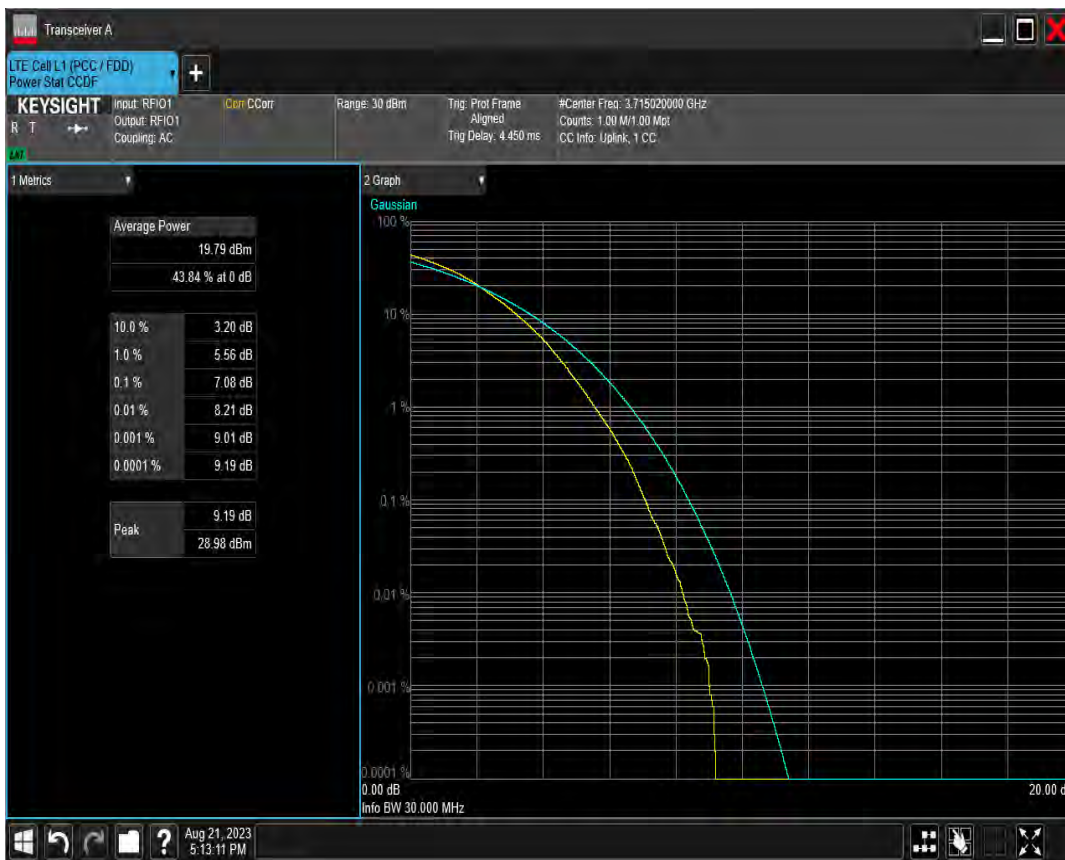 Transceiver A
LTE Cell L1 (PCC / FDD)
Power Stat CCDF
+
KEYSIGHT
R T
LNI
Input: RFIO1
Output: RFIO1
Coupling: AC
Corr CCorr
Range: 30 dBm
Trig: Prot Frame
Aligned
Trig Delay: 4.450 ms
#Center Freq: 3.715020000 GHz
Counts: 1.00 M/1.00 Mpt
CC Info: Uplink, 1 CC
1 Metrics
Average Power
19.79 dBm
43.84 % at 0 dB
10.0 % 3.20 dB
1.0 % 5.56 dB
0.1 % 7.08 dB
0.01 % 8.21 dB
0.001 % 9.01 dB
0.0001 % 9.19 dB
Peak
9.19 dB
28.98 dBm
2 Graph
Gaussian
100 %
10 %
1 %
0.1 %
0.01 %
0.001 %
0.0001 %
0.00 dB
20.00 d
Info BW 30.000 MHz
?
Aug 21, 2023
5:13:11 PM